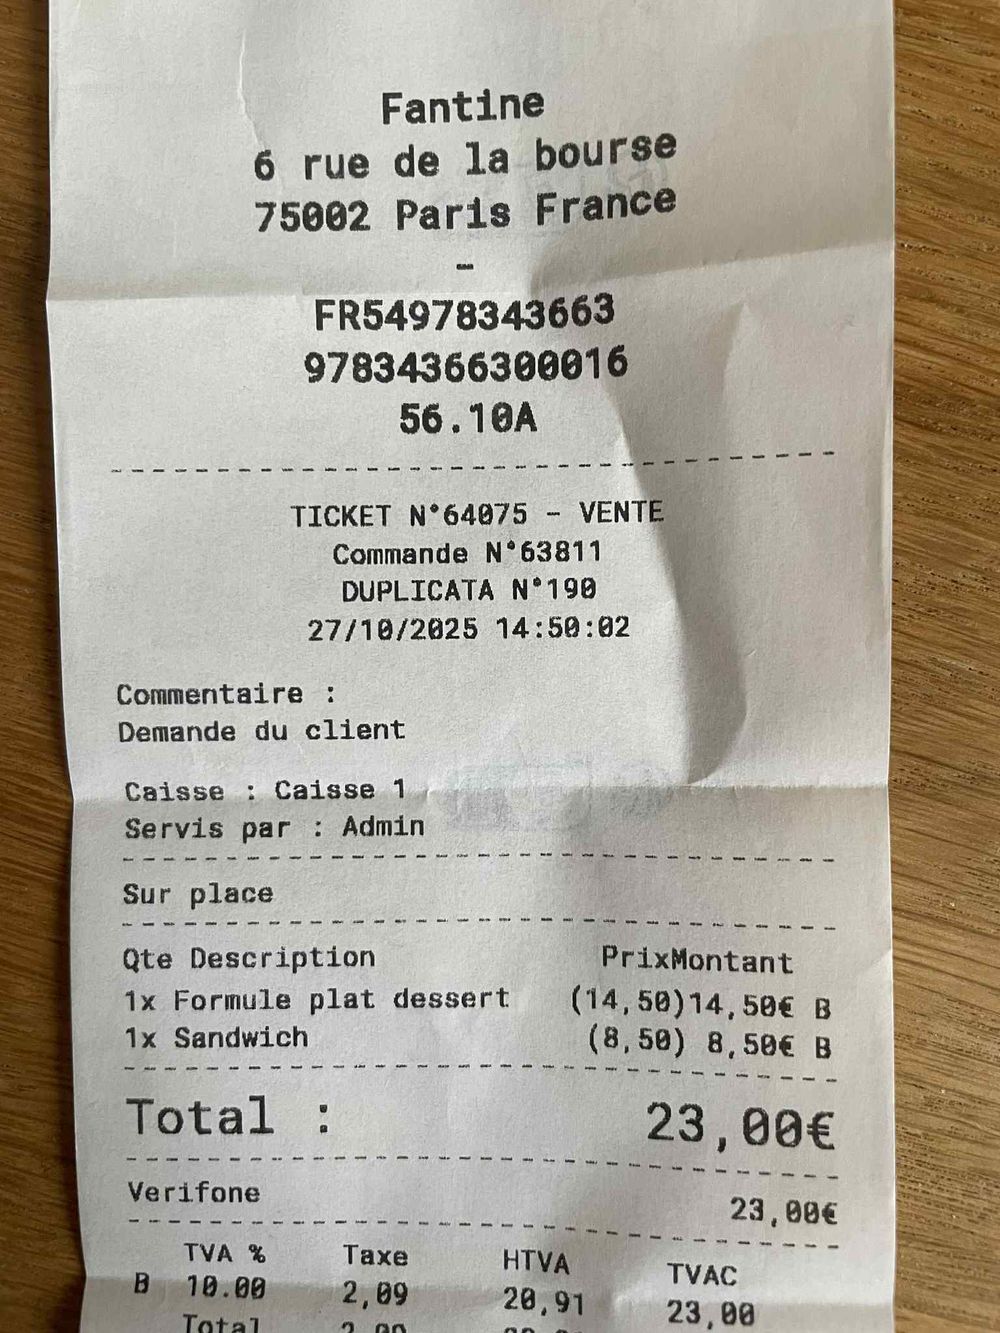 Fantine
6 rue de la bourse
75002 Paris France
-
FR54978343663
97834366300016
56.10A
TICKET N°64075 - VENTE
Commande N°63811
DUPLICATA N°190
27/10/2025 14:50:02
Commentaire :
Demande du client
Caisse : Caisse 1
Servis par : Admin
Sur place
Qte Description PrixMontant
1x Formule plat dessert (14,50)14,50€ B
1x Sandwich (8,50) 8,50€ B
Total : 23,00€
Verifone 23,00€
TVA % Taxe HTVA TVAC
B 10.00 2,09 20,91 23,00
Total 2,09